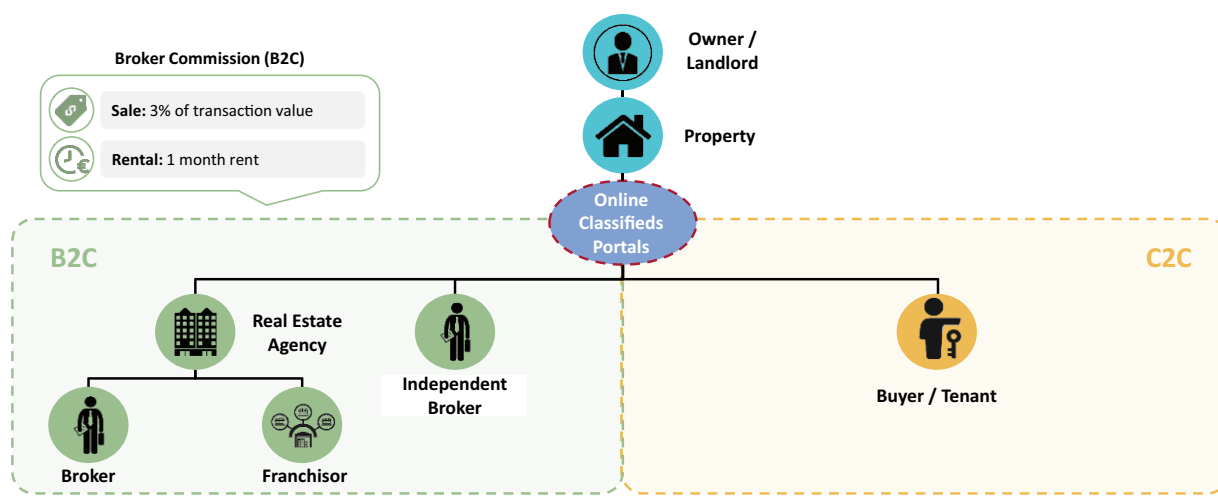 Owner /
Landlord
Broker Commission (B2C)
Sale: 3% of transaction value
Rental: 1 month rent
Property
Online
Classifieds
Portals
B2C
C2C
Real Estate
Agency
Independent
Broker
Buyer / Tenant
Broker
Franchisor